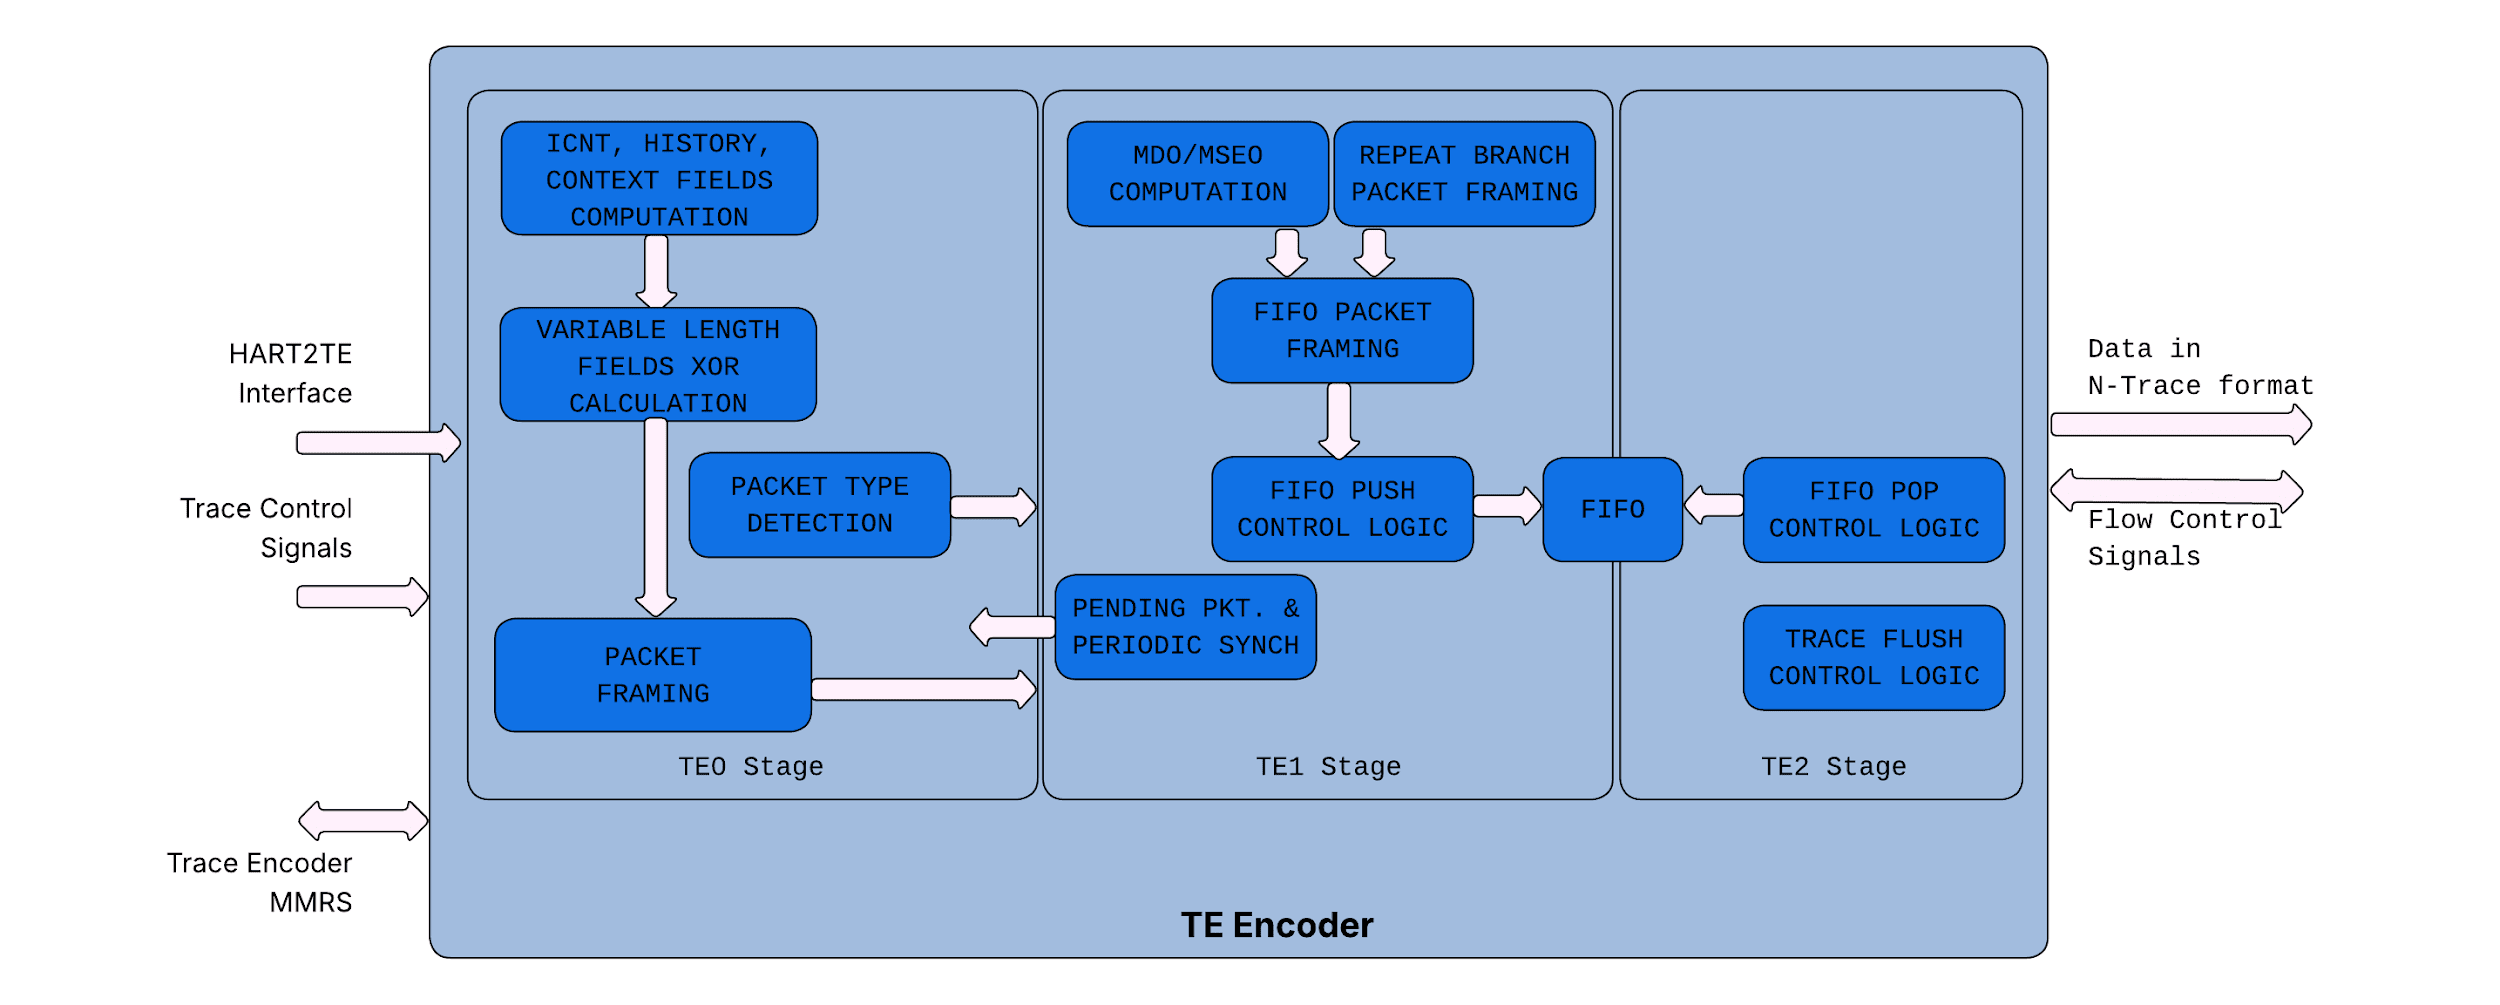 HART2TE
Interface
Trace Control
Signals
Trace Encoder
MMRS
ICNT, HISTORY,
CONTEXT FIELDS
COMPUTATION
VARIABLE LENGTH
FIELDS XOR
CALCULATION
PACKET TYPE
DETECTION
PACKET
FRAMING
TE0 Stage
MDO/MSEO
COMPUTATION
REPEAT BRANCH
PACKET FRAMING
FIFO PACKET
FRAMING
FIFO PUSH
CONTROL LOGIC
FIFO
PENDING PKT. &
PERIODIC SYNCH
TE1 Stage
FIFO POP
CONTROL LOGIC
TRACE FLUSH
CONTROL LOGIC
TE2 Stage
Data in
N-Trace format
Flow Control
Signals
TE Encoder